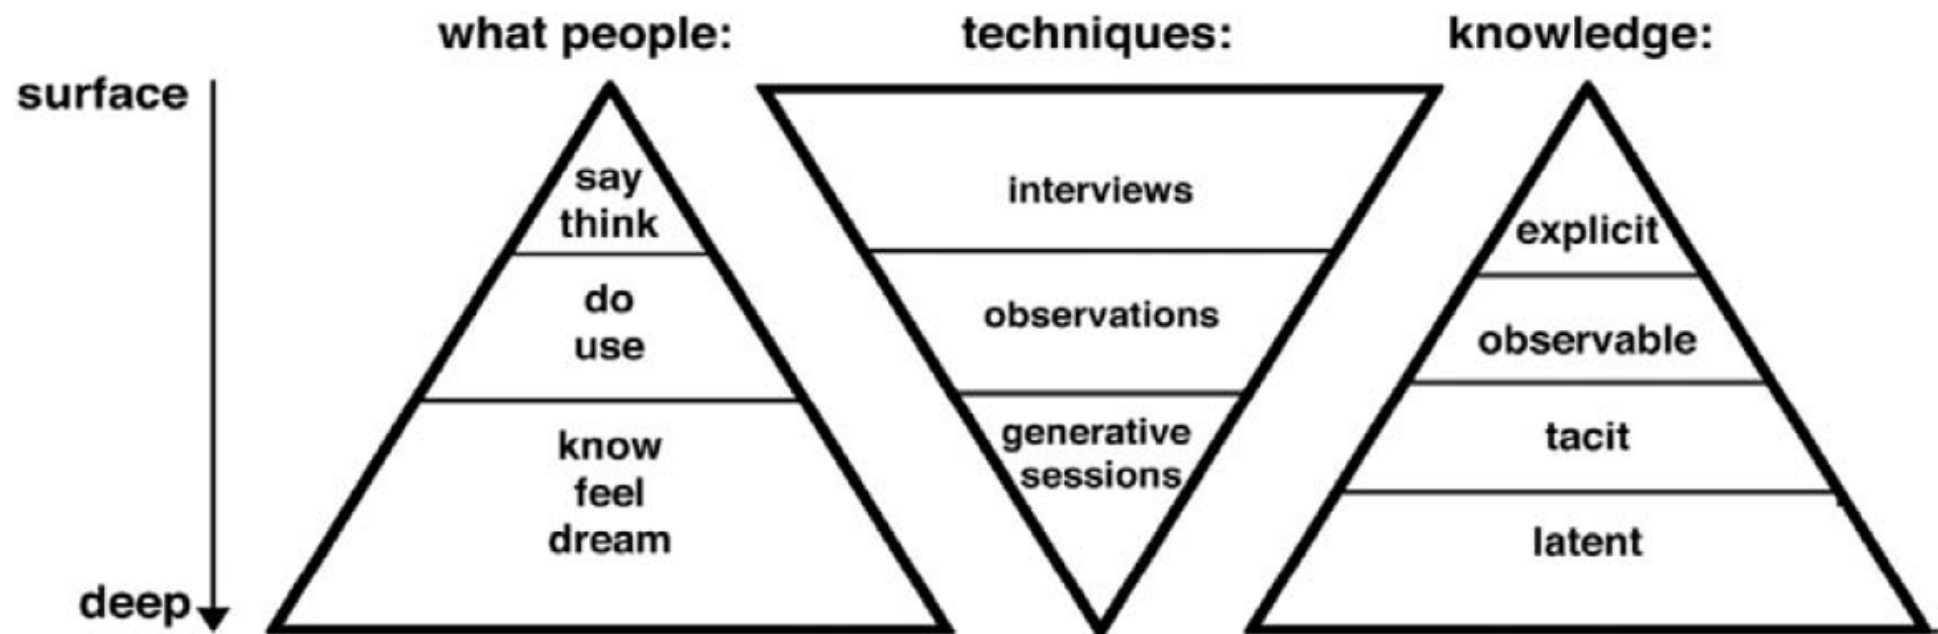 what people:
techniques:
knowledge:
surface
say
think
do
use
know
feel
dream
interviews
observations
generative
sessions
explicit
observable
tacit
latent
deep